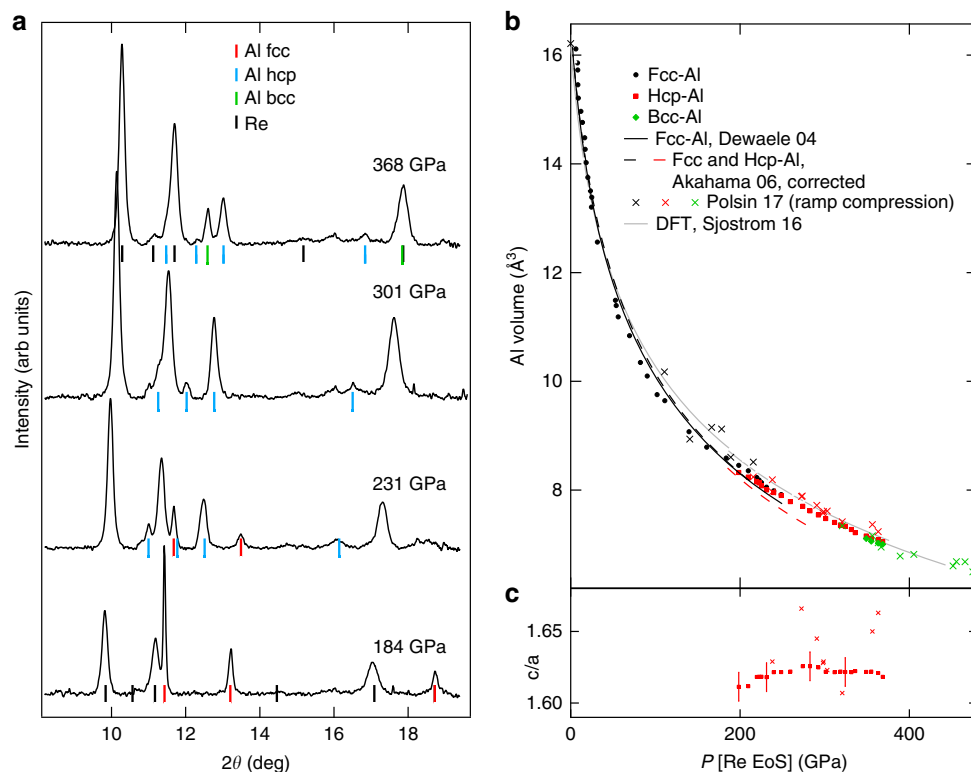 a
Al fcc
Al hcp
Al bcc
Re
368 GPa
301 GPa
231 GPa
184 GPa
Intensity (arb units)
10 12 14 16 18
2θ (deg)
b
16
14
12
10
8
Al volume (Å³)
Fcc-Al
Hcp-Al
Bcc-Al
Fcc-Al, Dewaele 04
Fcc and Hcp-Al,
Akahama 06, corrected
Polsin 17 (ramp compression)
DFT, Sjostrom 16
0 200 400
c
1.65
1.60
c/a
0 200 400
P [Re EoS] (GPa)